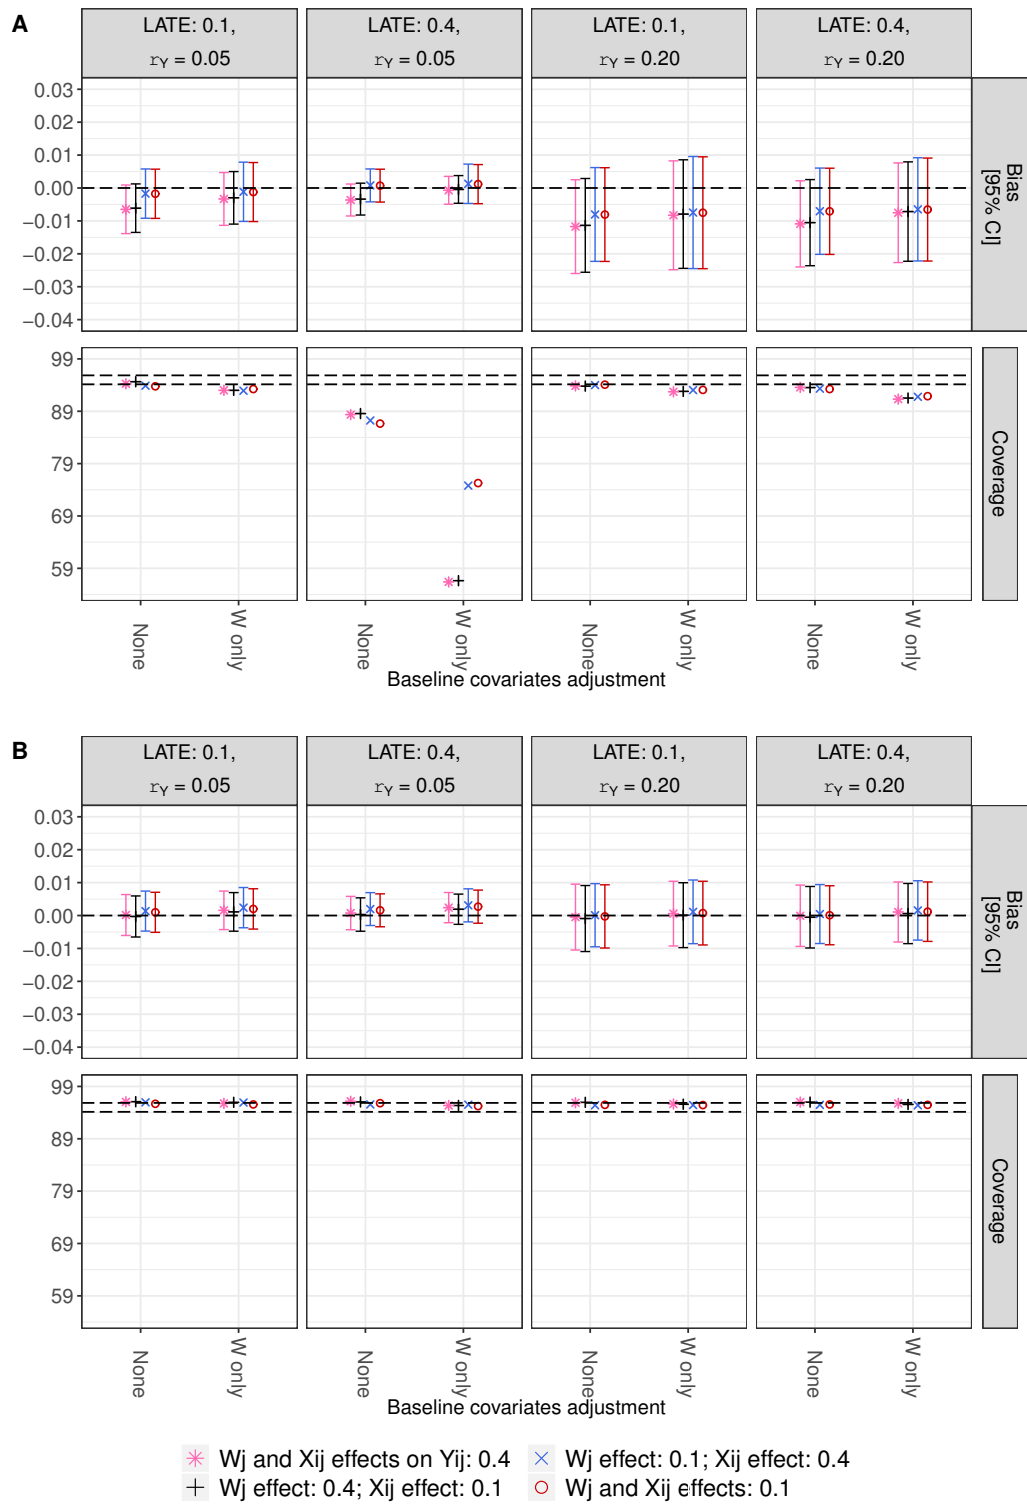 A
LATE: 0.1,
rY = 0.05
LATE: 0.4,
rY = 0.05
LATE: 0.1,
rY = 0.20
LATE: 0.4,
rY = 0.20
0.03
0.02
0.01
0.00
−0.01
−0.02
−0.03
−0.04
Bias
[95% CI]
99
89
79
69
59
Coverage
None
W only
None
W only
None
W only
None
W only
Baseline covariates adjustment
B
LATE: 0.1,
rY = 0.05
LATE: 0.4,
rY = 0.05
LATE: 0.1,
rY = 0.20
LATE: 0.4,
rY = 0.20
0.03
0.02
0.01
0.00
−0.01
−0.02
−0.03
−0.04
Bias
[95% CI]
99
89
79
69
59
Coverage
None
W only
None
W only
None
W only
None
W only
Baseline covariates adjustment
Wj and Xij effects on Yij: 0.4
Wj effect: 0.1; Xij effect: 0.4
Wj effect: 0.4; Xij effect: 0.1
Wj and Xij effects: 0.1